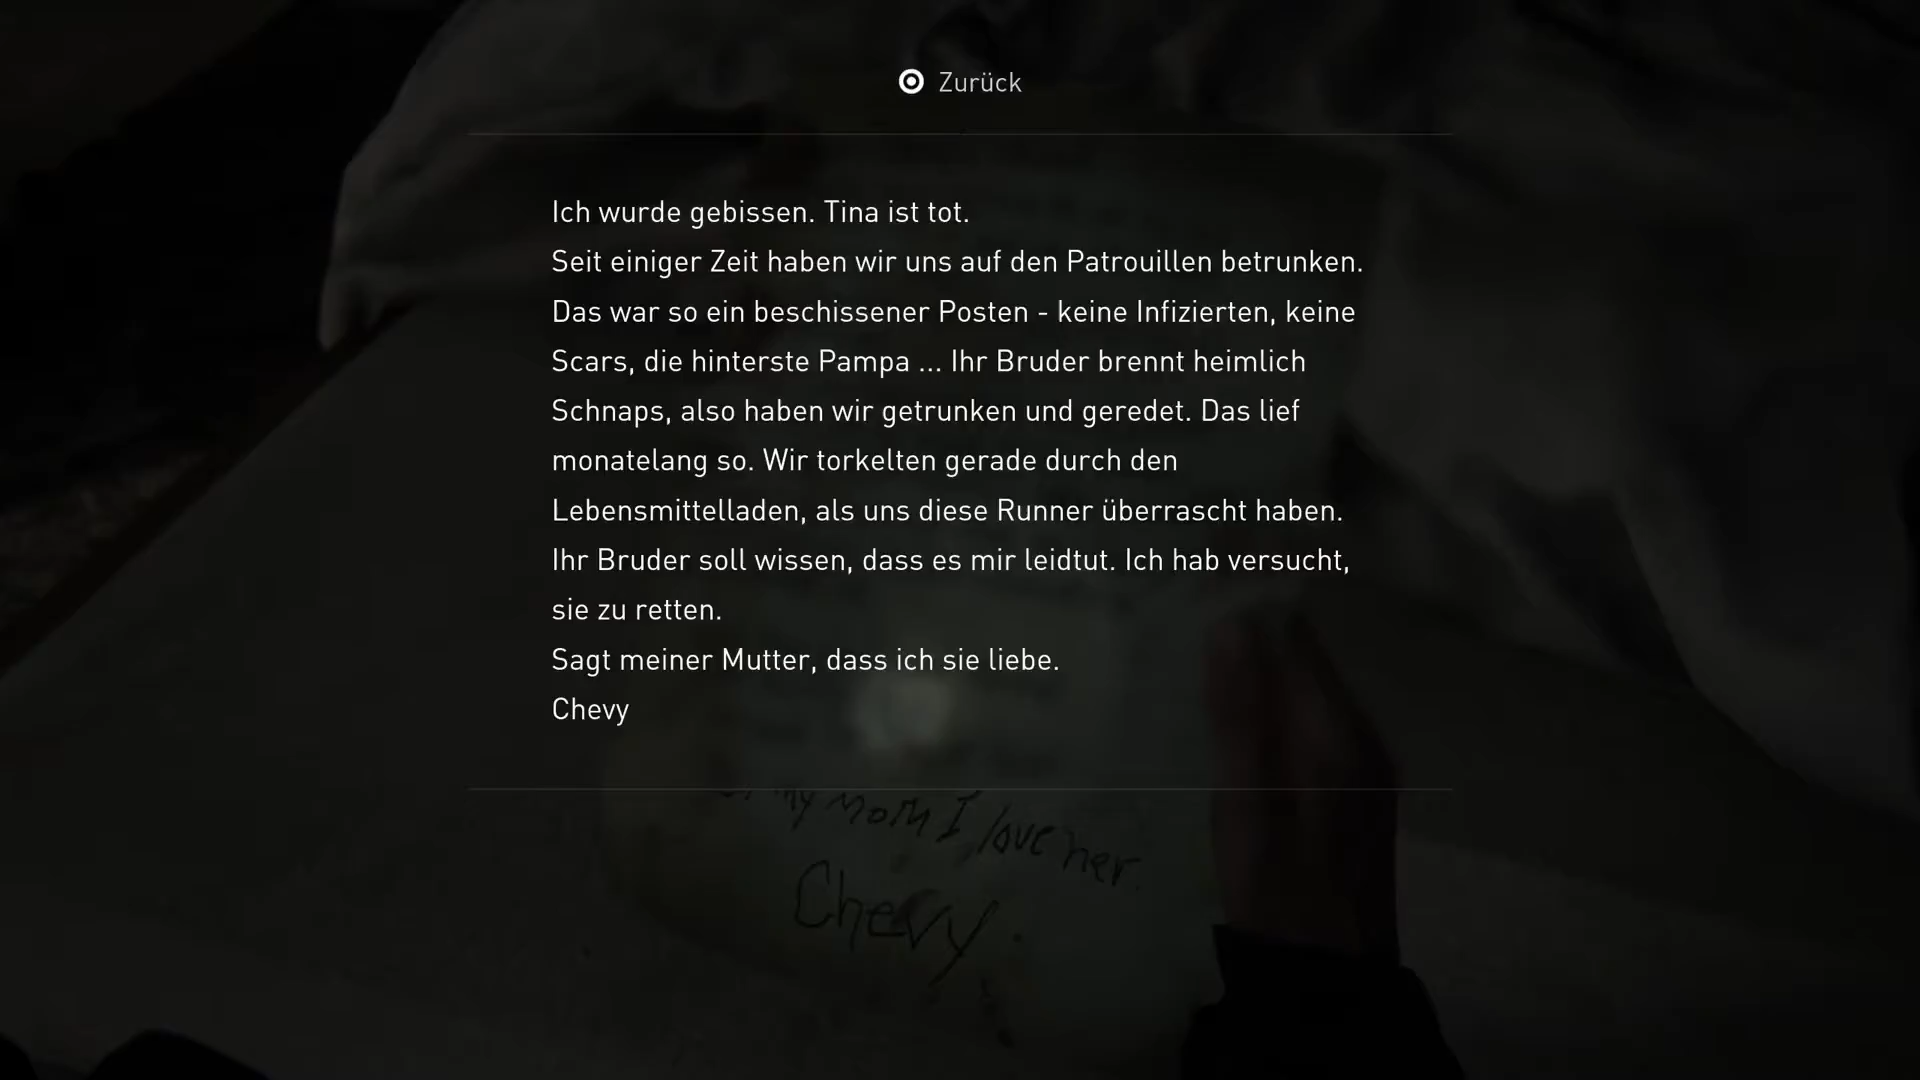 Zurück
Ich wurde gebissen. Tina ist tot.
Seit einiger Zeit haben wir uns auf den Patrouillen betrunken.
Das war so ein beschissener Posten - keine Infizierten, keine
Scars, die hinterste Pampa ... Ihr Bruder brennt heimlich
Schnaps, also haben wir getrunken und geredet. Das lief
monatelang so. Wir torkelten gerade durch den
Lebensmittelladen, als uns diese Runner überrascht haben.
Ihr Bruder soll wissen, dass es mir leidtut. Ich hab versucht,
sie zu retten.
Sagt meiner Mutter, dass ich sie liebe.
Chevy
my mom I love her.
Chevy